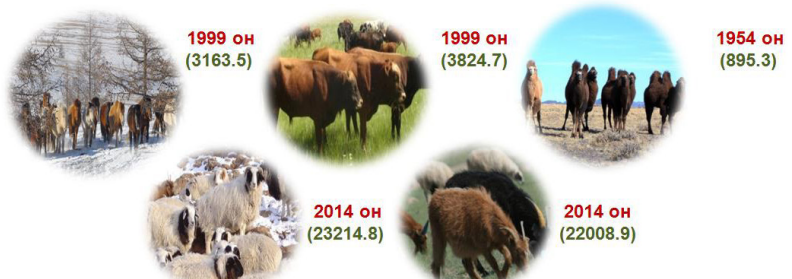 1999 он
(3163.5)
1999 он
(3824.7)
1954 он
(895.3)
2014 он
(23214.8)
2014 он
(22008.9)